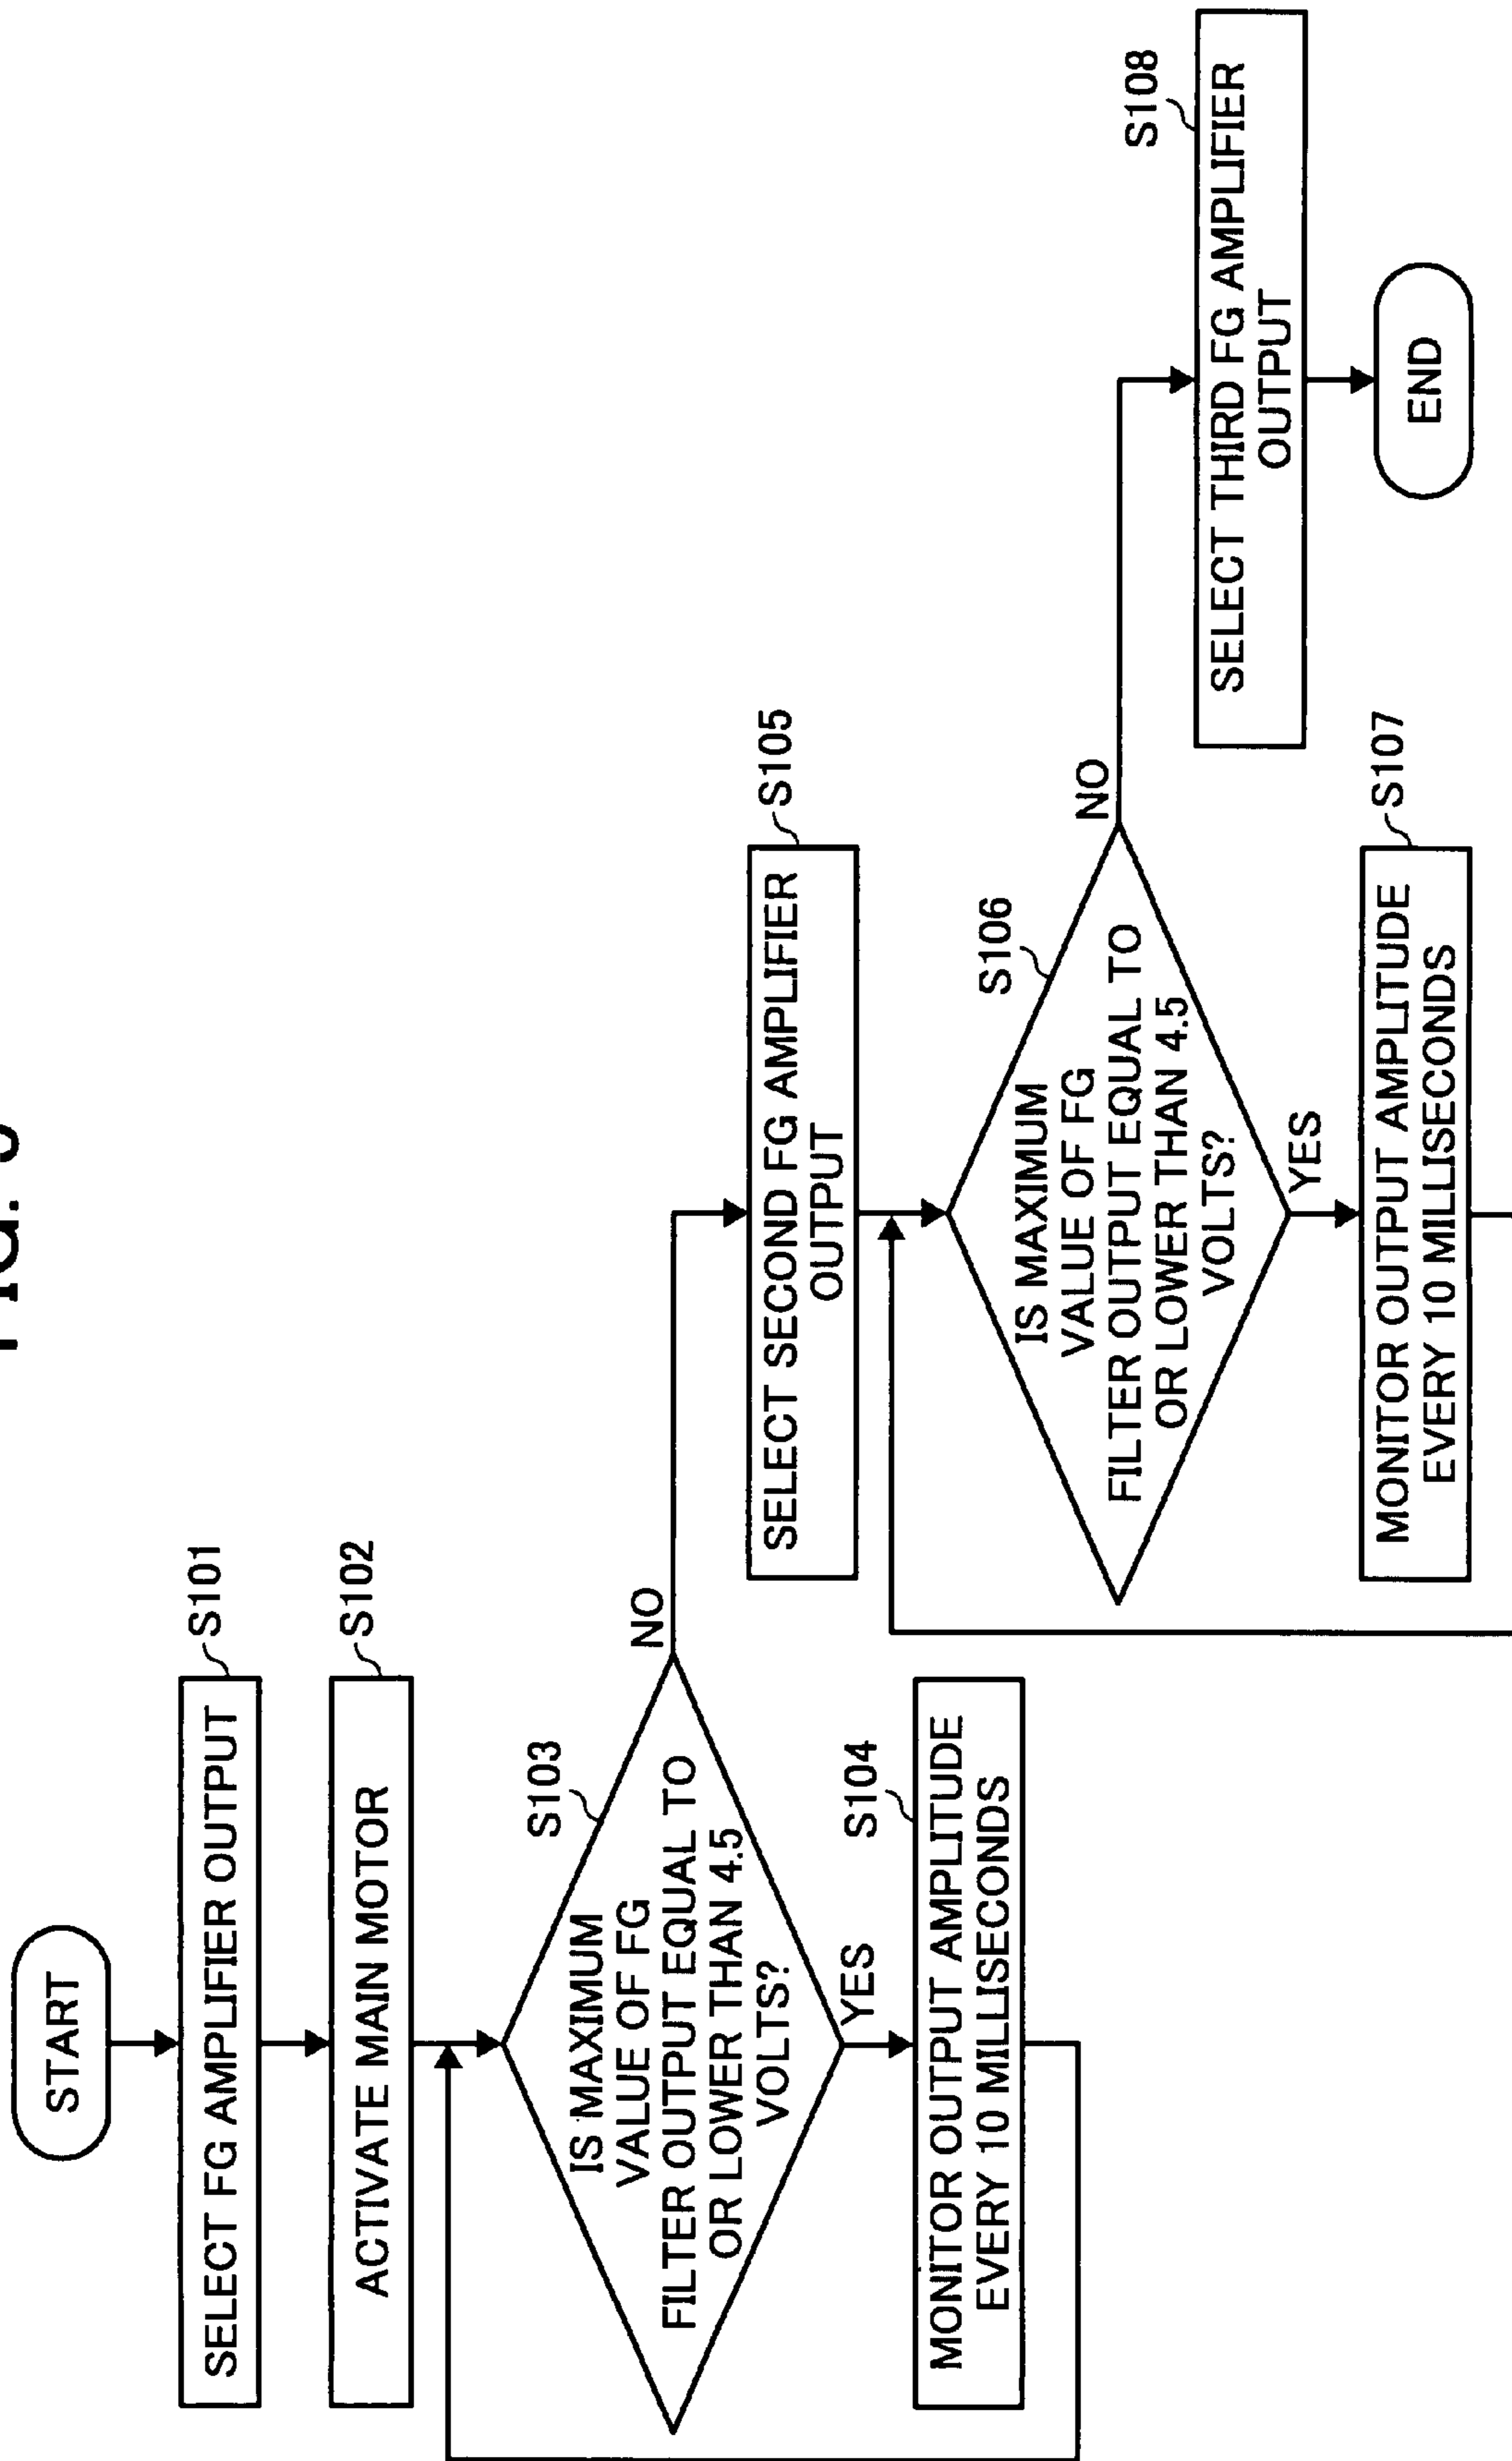 START
SELECT FG AMPLIFIER OUTPUT
S101
ACTIVATE MAIN MOTOR
S102
IS MAXIMUM
VALUE OF FG
FILTER OUTPUT EQUAL TO
OR LOWER THAN 4.5
VOLTS?
S103
NO
YES
MONITOR OUTPUT AMPLITUDE
EVERY 10 MILLISECONDS
S104
SELECT SECOND FG AMPLIFIER
OUTPUT
S105
IS MAXIMUM
VALUE OF FG
FILTER OUTPUT EQUAL TO
OR LOWER THAN 4.5
VOLTS?
S106
NO
YES
MONITOR OUTPUT AMPLITUDE
EVERY 10 MILLISECONDS
S107
SELECT THIRD FG AMPLIFIER
OUTPUT
S108
END